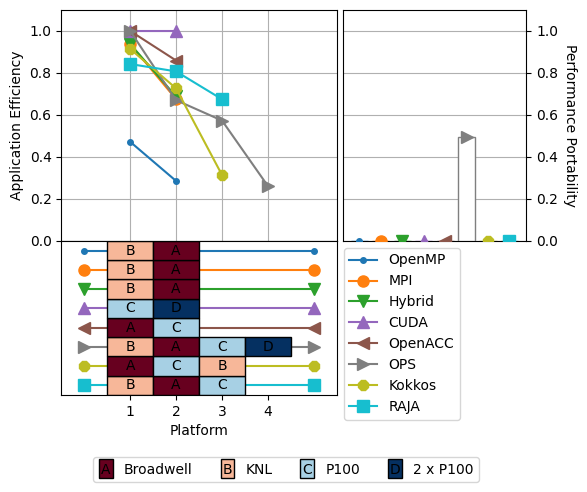 Application Efficiency
1.0
0.8
0.6
0.4
0.2
0.0
1.0
0.8
0.6
0.4
0.2
0.0
Performance Portability
B A
B A
B A
C D
A C
B A C D
A C B
B A C
1 2 3 4
Platform
OpenMP
MPI
Hybrid
CUDA
OpenACC
OPS
Kokkos
RAJA
A Broadwell B KNL C P100 D 2 x P100